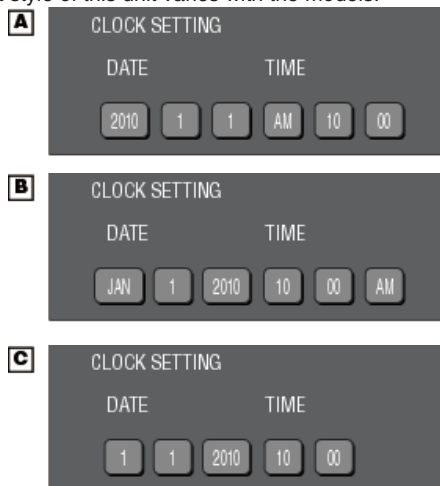 style of this unit varies with the models.
A
CLOCK SETTING
DATE TIME
2010 1 1 AM 10 00
B
CLOCK SETTING
DATE TIME
JAN 1 2010 10 00 AM
C
CLOCK SETTING
DATE TIME
1 1 2010 10 00